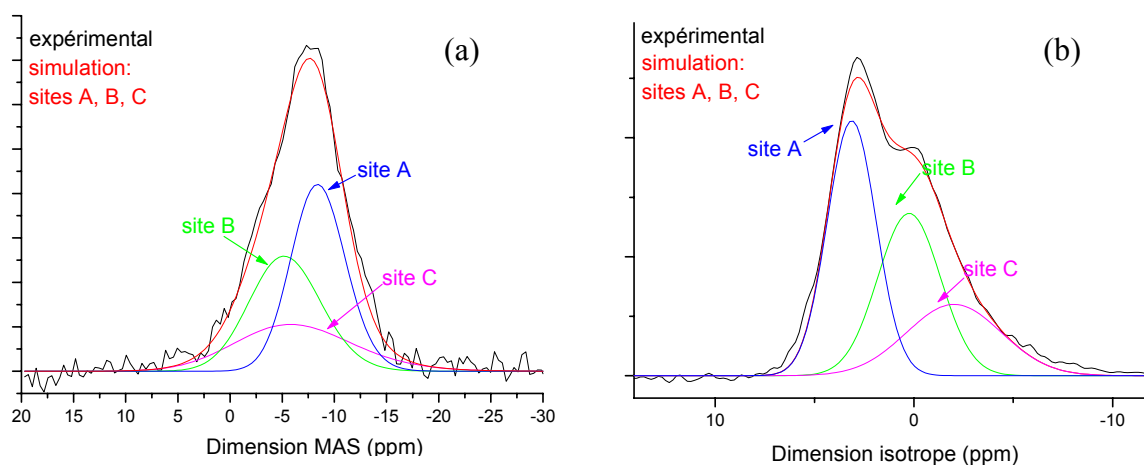 expérimental
simulation:
sites A, B, C
(a)
site A
site B
site C
20 15 10 5 0 -5 -10 -15 -20 -25 -30
Dimension MAS (ppm)
expérimental
simulation:
sites A, B, C
(b)
site A
site B
site C
10 0 -10
Dimension isotrope (ppm)